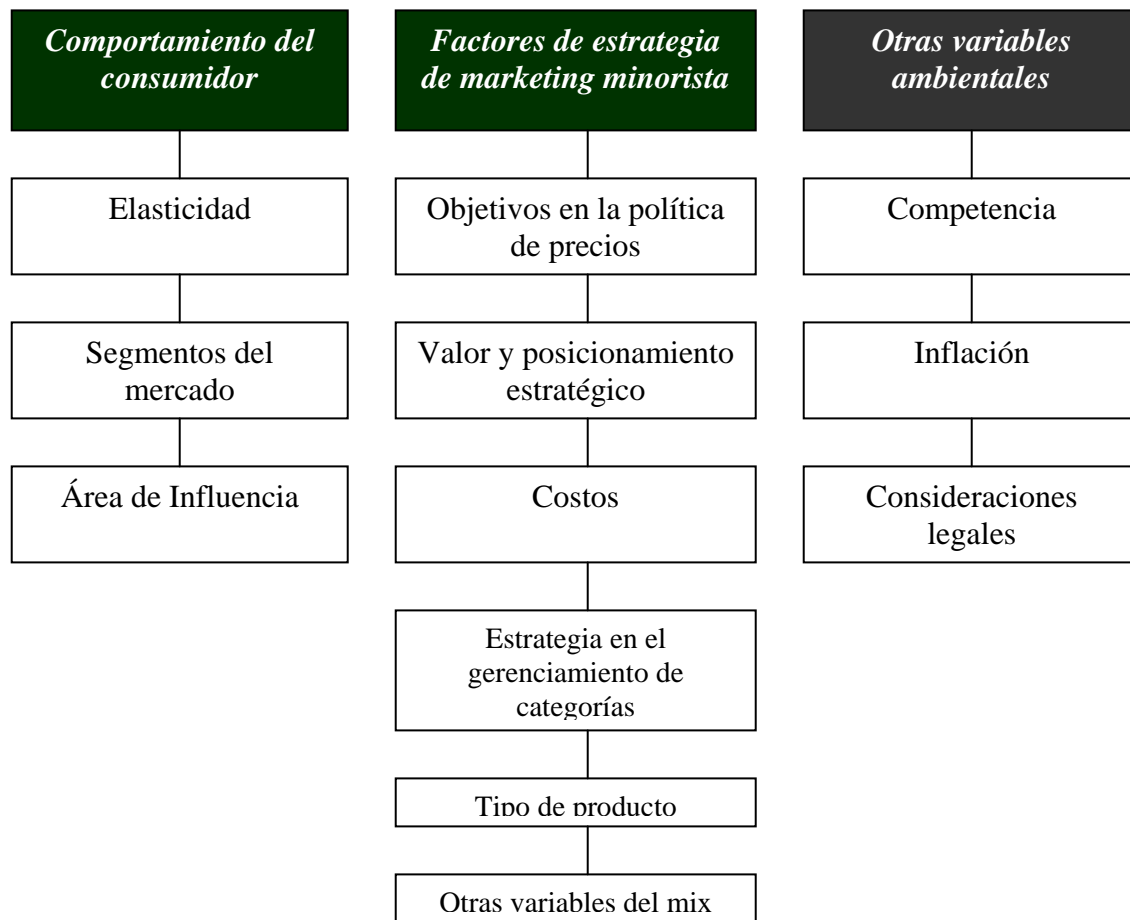 Comportamiento del
consumidor
Elasticidad
Segmentos del
mercado
Área de Influencia
Factores de estrategia
de marketing minorista
Objetivos en la política
de precios
Valor y posicionamiento
estratégico
Costos
Estrategia en el
gerenciamiento de
categorías
Tipo de producto
Otras variables del mix
Otras variables
ambientales
Competencia
Inflación
Consideraciones
legales